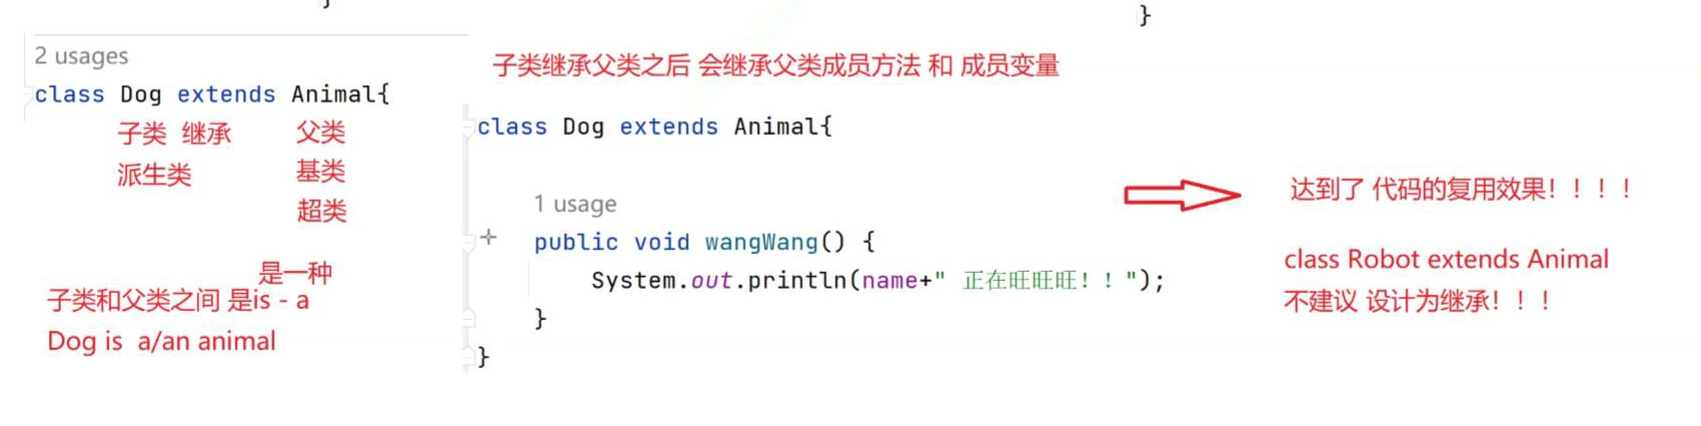 }
2 usages
class Dog extends Animal{
子类 继承 父类
派生类 基类
超类
是一种
子类和父类之间 是is - a
Dog is a/an animal
}
子类继承父类之后 会继承父类成员方法 和 成员变量
class Dog extends Animal{
1 usage
public void wangWang() {
System.out.println(name+" 正在旺旺旺！！");
}
}
达到了 代码的复用效果！！！！
class Robot extends Animal
不建议 设计为继承！！！